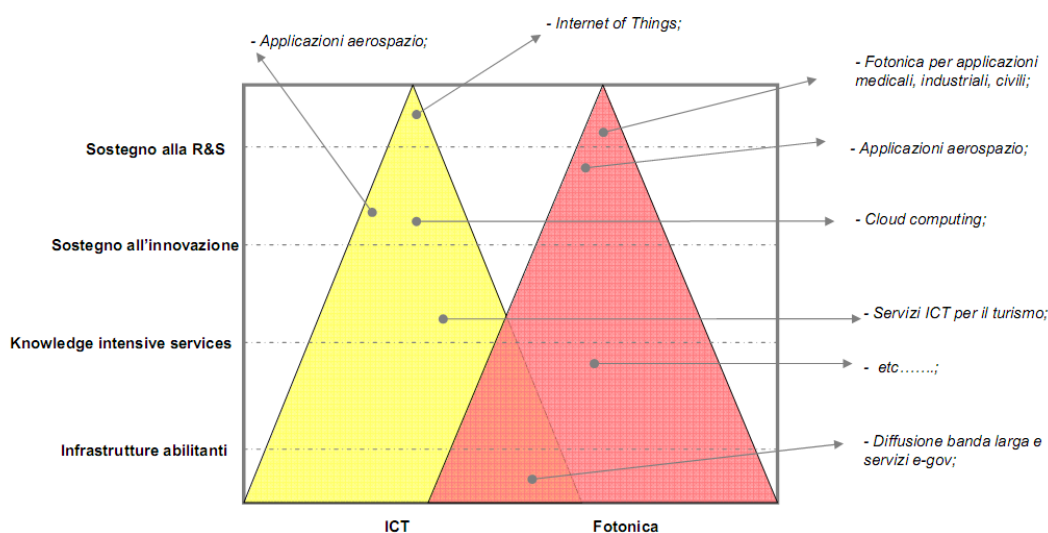 - Internet of Things;
- Applicazioni aerospazio;
- Fotonica per applicazioni
medicali, industriali, civili;
Sostegno alla R&S
- Applicazioni aerospazio;
- Cloud computing;
Sostegno all'innovazione
- Servizi ICT per il turismo;
Knowledge intensive services
- etc…….;
Infrastrutture abilitanti
- Diffusione banda larga e
servizi e-gov;
ICT
Fotonica